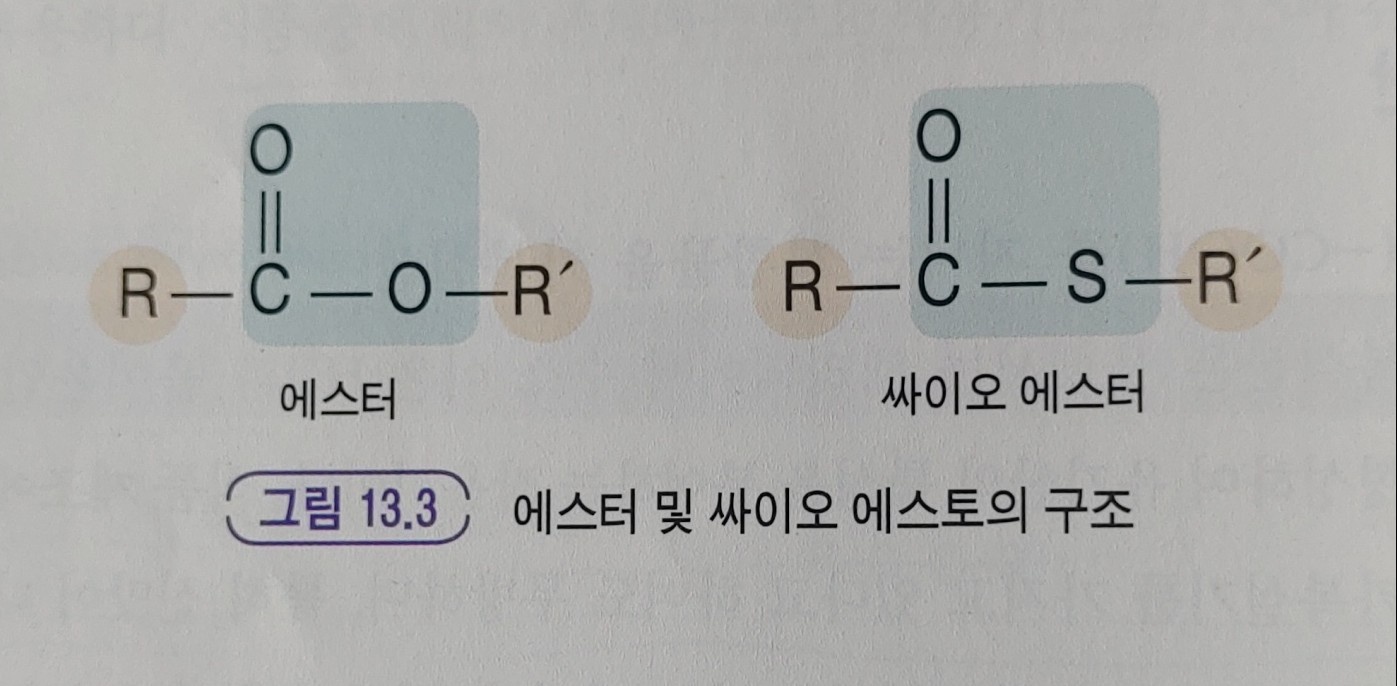 O
O
R—C—O—R′
R—C—S—R′
에스터
싸이오 에스터
그림 13.3 에스터 및 싸이오 에스토의 구조